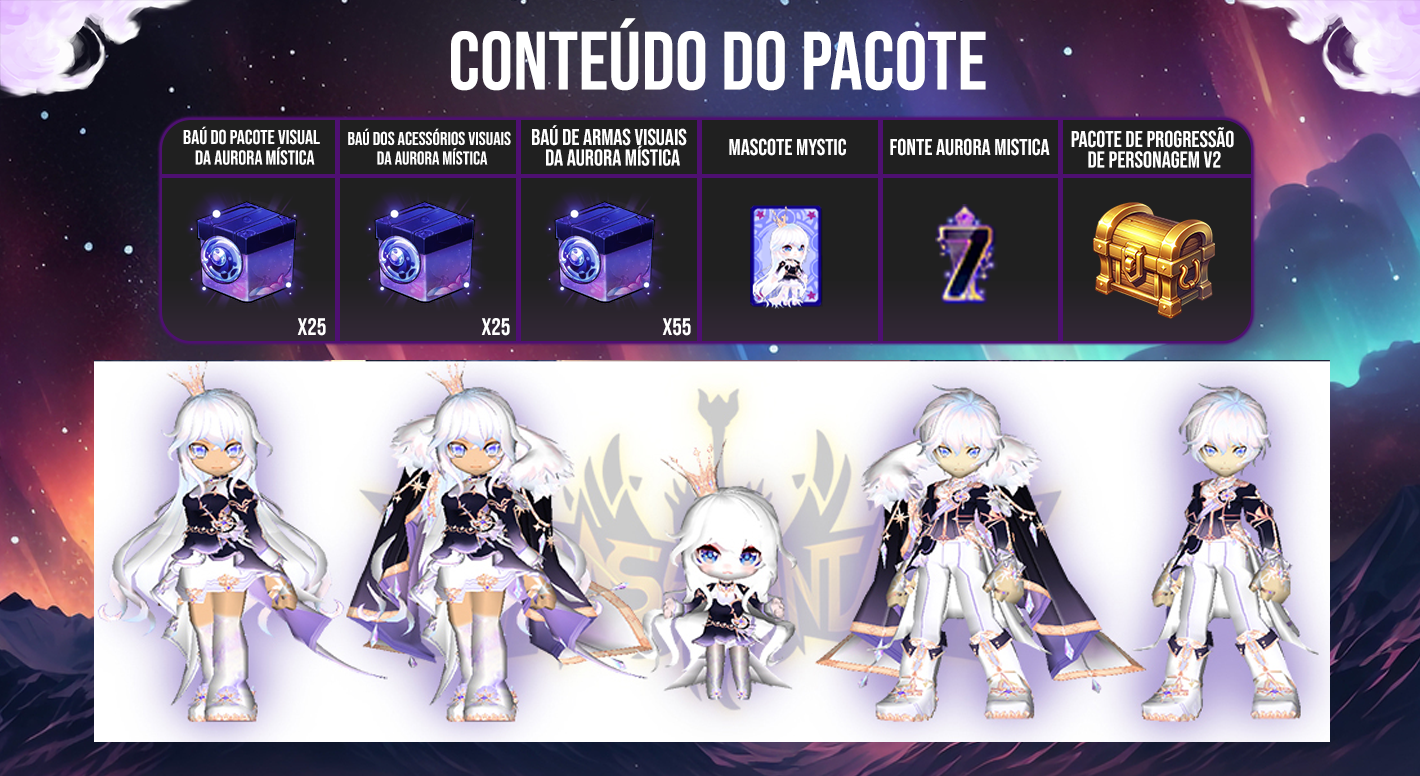 CONTEÚDO DO PACOTE
BAÚ DO PACOTE VISUAL
DA AURORA MÍSTICA
BAÚ DOS ACESSÓRIOS VISUAIS
DA AURORA MÍSTICA
BAÚ DE ARMAS VISUAIS
DA AURORA MÍSTICA
MASCOTE MYSTIC
FONTE AURORA MISTICA
PACOTE DE PROGRESSÃO
DE PERSONAGEM V2
7
X25
X25
X55